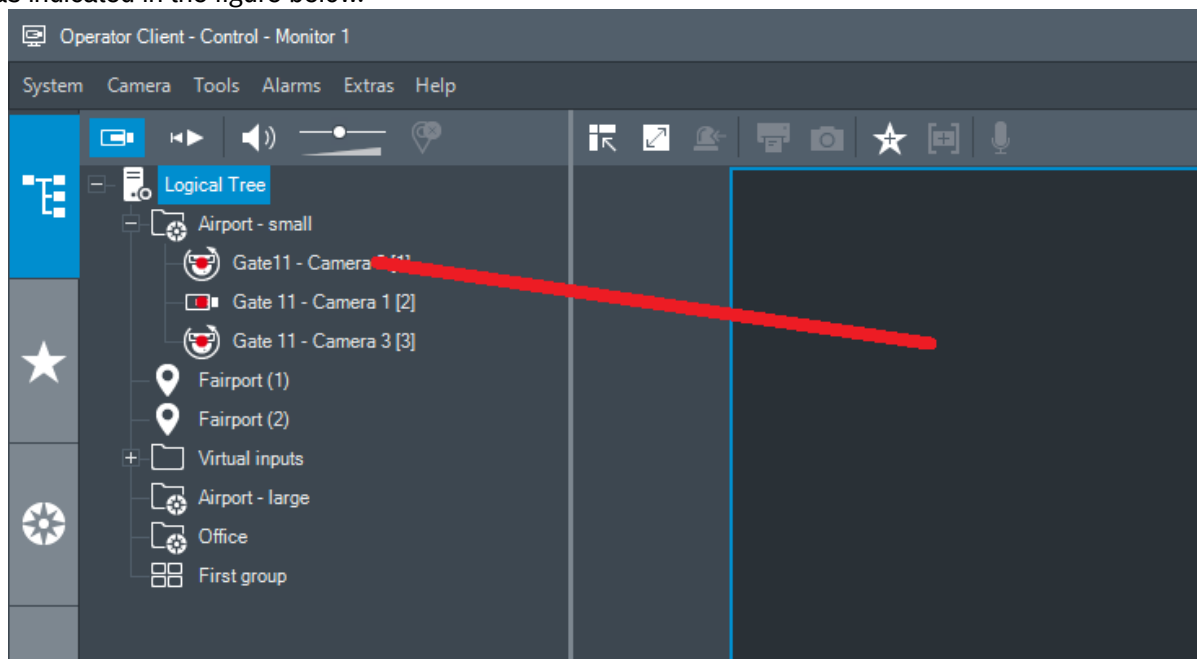 as indicated in the figure below.
Operator Client - Control - Monitor 1
System Camera Tools Alarms Extras Help
Logical Tree
Airport - small
Gate11 - Camera [1]
Gate 11 - Camera 1 [2]
Gate 11 - Camera 3 [3]
Fairport (1)
Fairport (2)
Virtual inputs
Airport - large
Office
First group